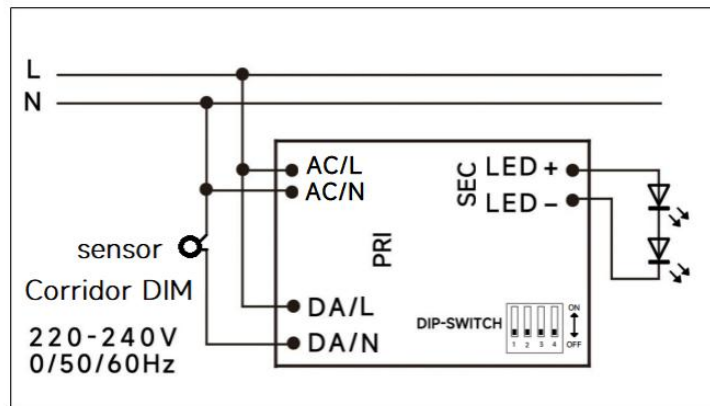 L
N
AC/L
AC/N
PRI
SEC
LED +
LED -
sensor
Corridor DIM
220-240V
0/50/60Hz
DA/L
DA/N
DIP-SWITCH
ON
1 2 3 4
OFF